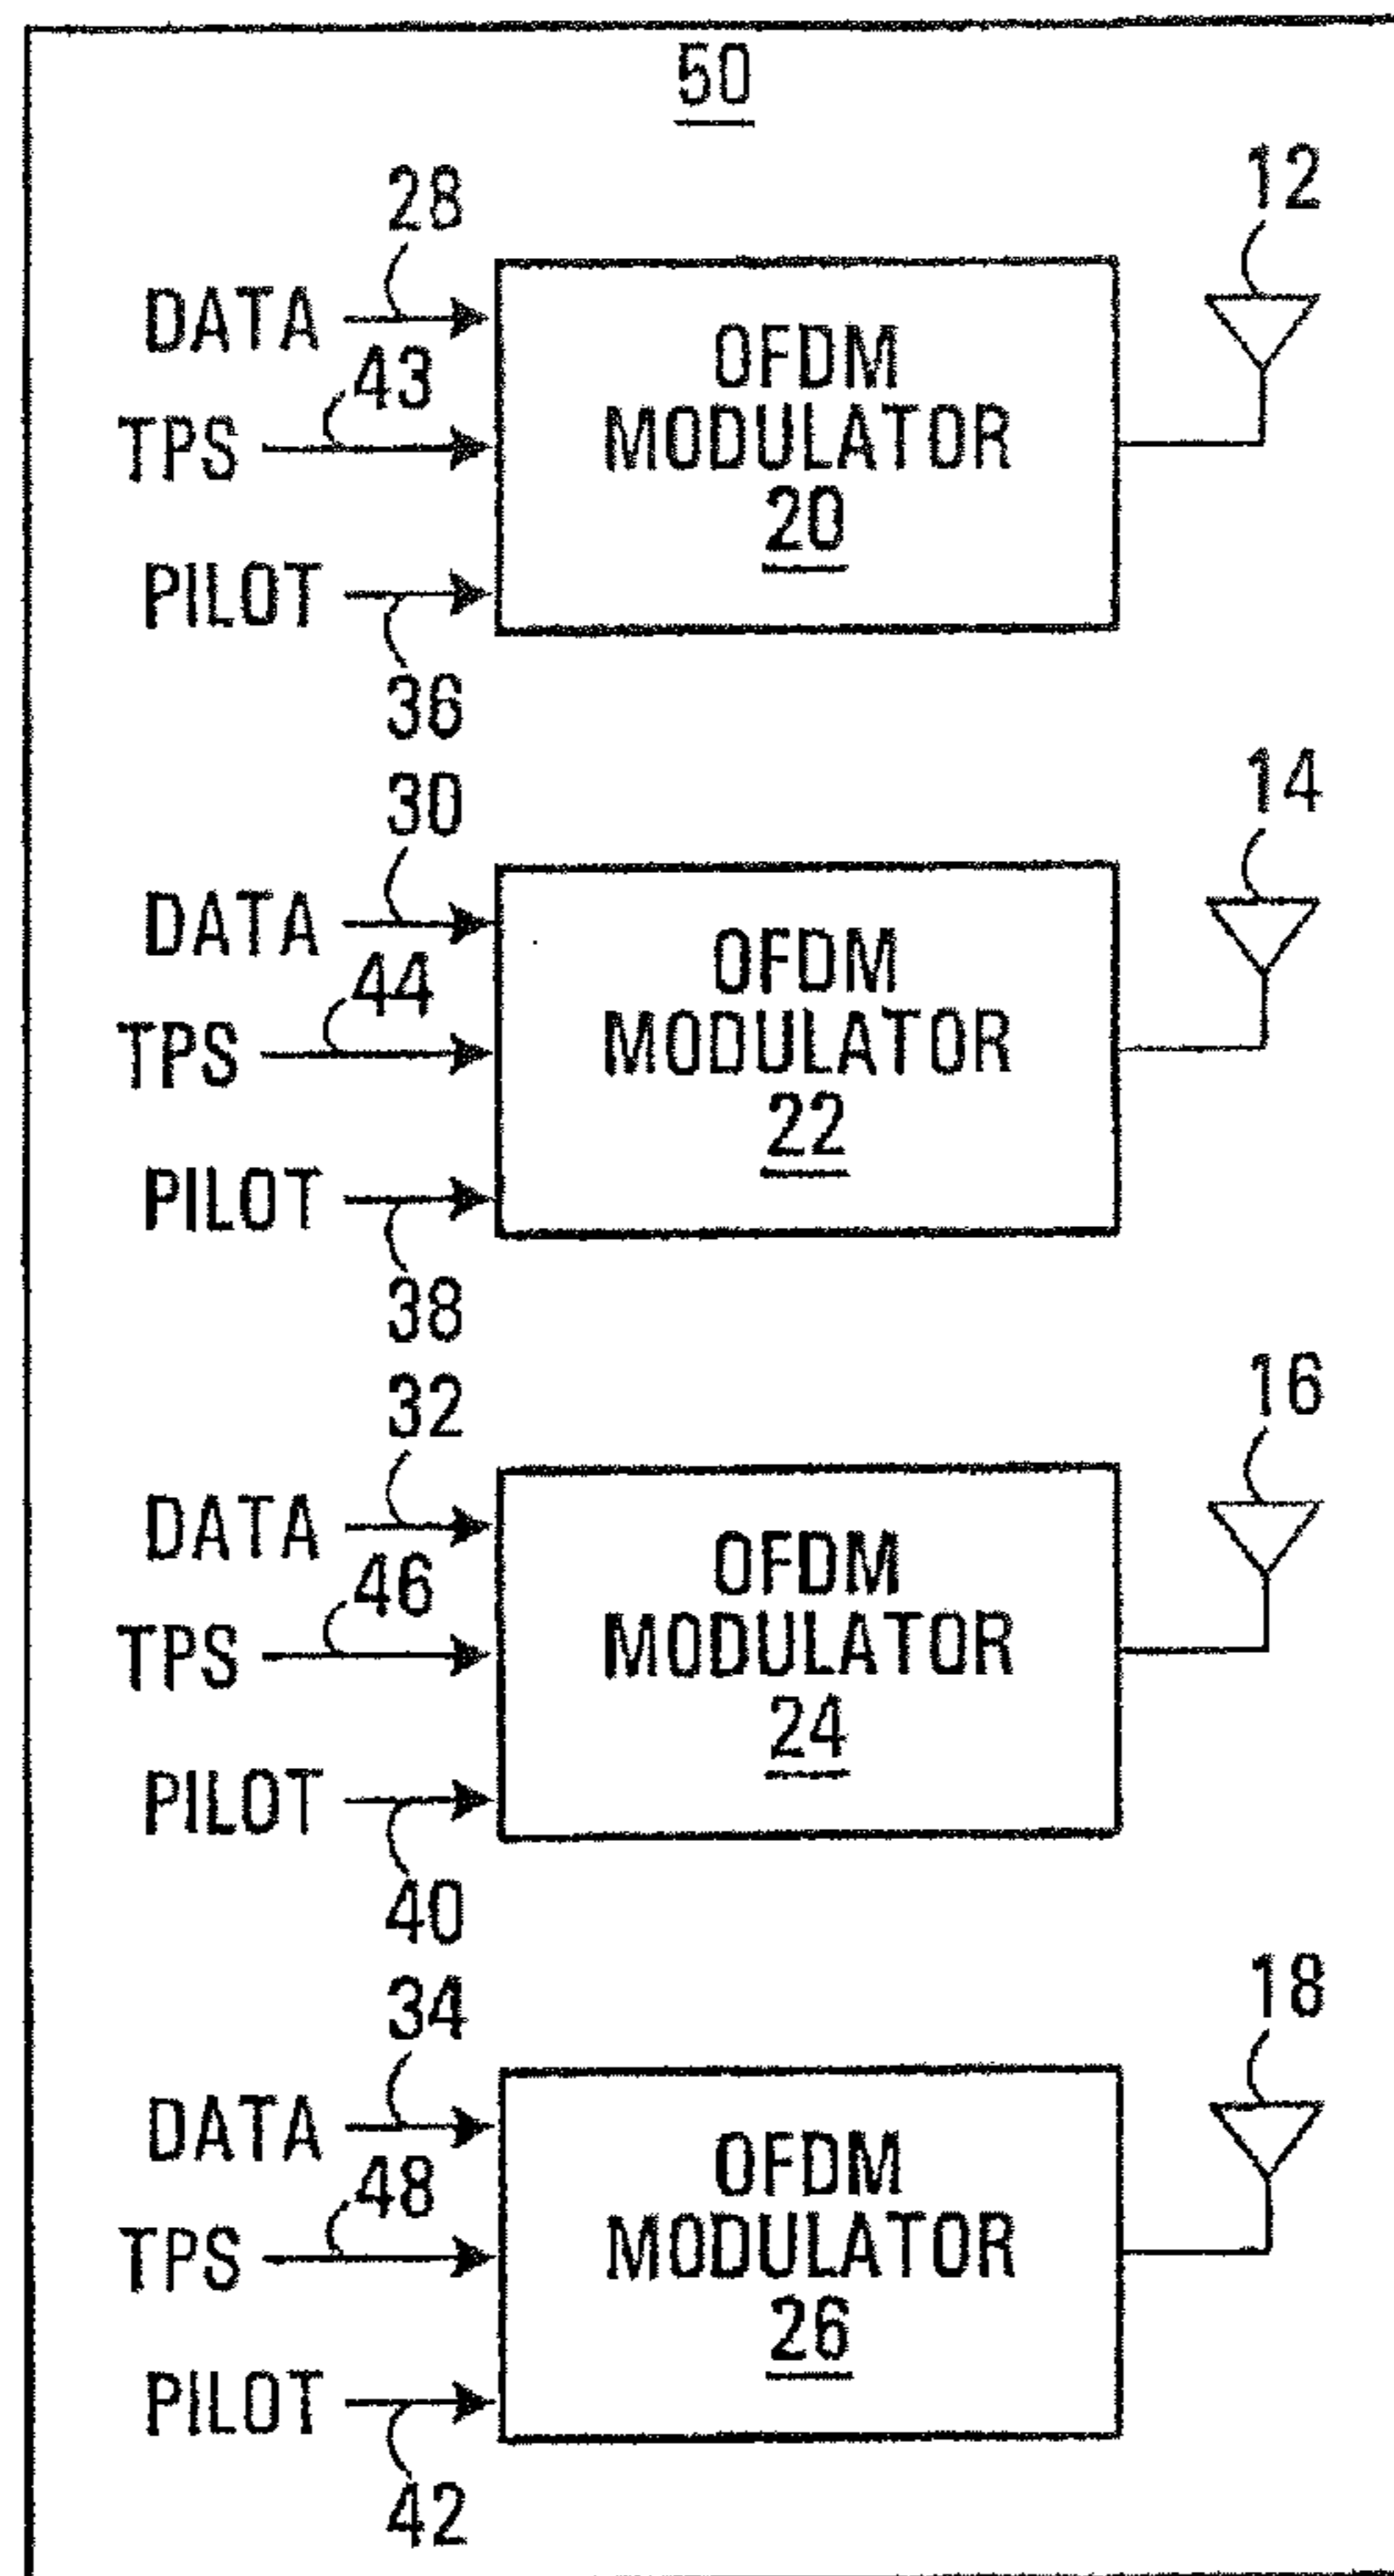 50
28
12
DATA
43
OFDM
MODULATOR
20
TPS
PILOT
36
30
14
DATA
44
OFDM
MODULATOR
22
TPS
PILOT
38
32
16
DATA
46
OFDM
MODULATOR
24
TPS
PILOT
40
34
18
DATA
48
OFDM
MODULATOR
26
TPS
PILOT
42